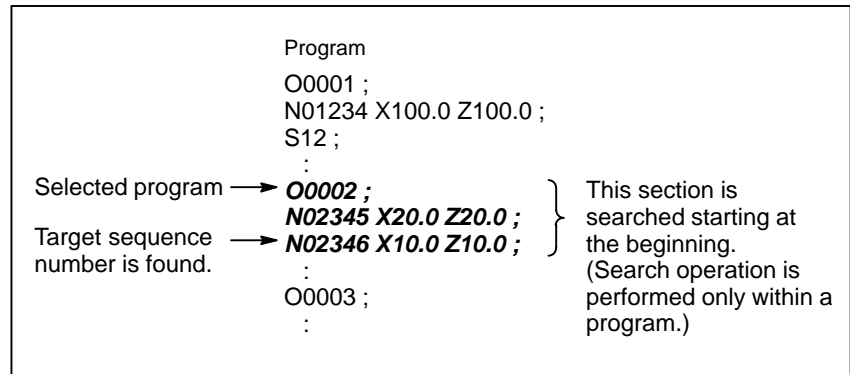 Program
O0001 ;
N01234 X100.0 Z100.0 ;
S12 ;
:
Selected program
O0002 ;
N02345 X20.0 Z20.0 ;
Target sequence
number is found.
N02346 X10.0 Z10.0 ;
:
O0003 ;
:
This section is
searched starting at
the beginning.
(Search operation is
performed only within a
program.)